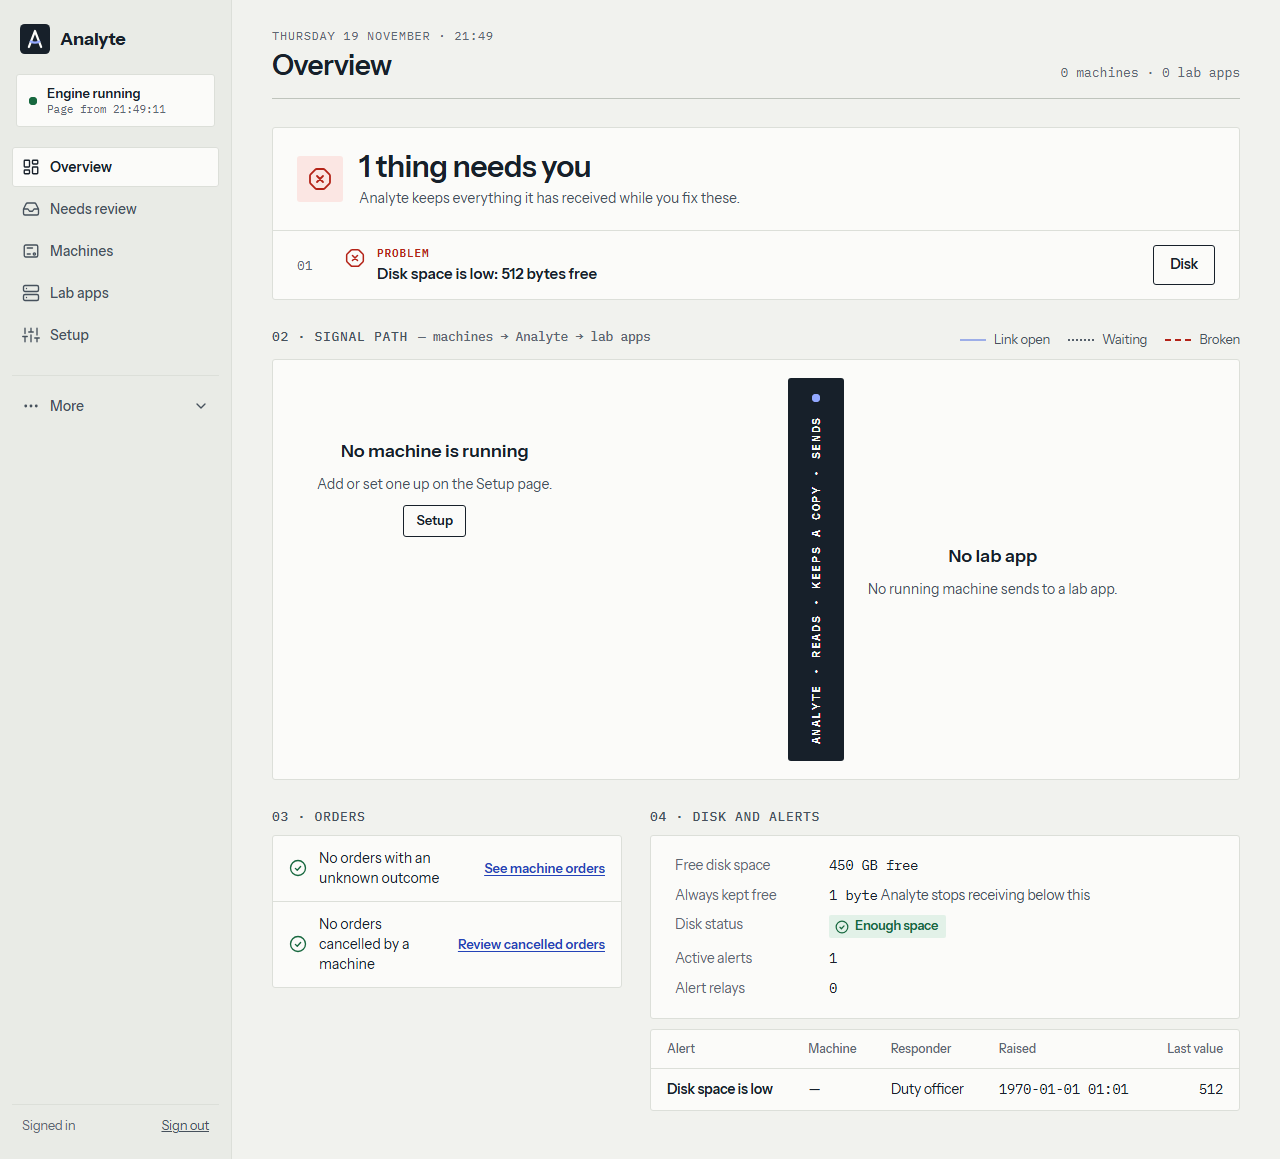 Analyte
Engine running
Page from 21:49:11
Overview
Needs review
Machines
Lab apps
Setup
More
Signed in
Sign out
THURSDAY 19 NOVEMBER · 21:49
Overview
0 machines · 0 lab apps
1 thing needs you
Analyte keeps everything it has received while you fix these.
01
PROBLEM
Disk space is low: 512 bytes free
Disk
02 · SIGNAL PATH — machines → Analyte → lab apps
Link open
Waiting
Broken
No machine is running
Add or set one up on the Setup page.
Setup
ANALYTE · READS · KEEPS A COPY · SENDS
No lab app
No running machine sends to a lab app.
03 · ORDERS
No orders with an
unknown outcome
See machine orders
No orders
cancelled by a
machine
Review cancelled orders
04 · DISK AND ALERTS
Free disk space 450 GB free
Always kept free 1 byte Analyte stops receiving below this
Disk status Enough space
Active alerts 1
Alert relays 0
Alert Machine Responder Raised Last value
Disk space is low — Duty officer 1970-01-01 01:01 512